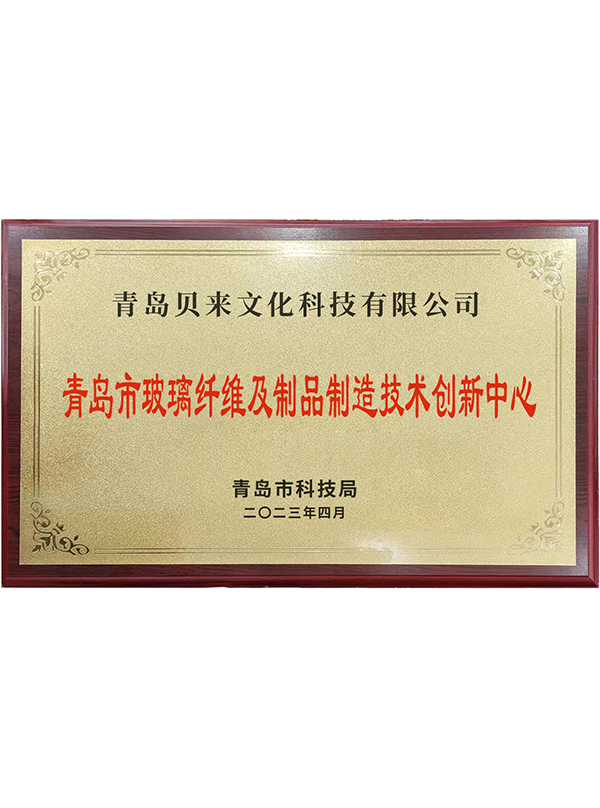 青岛贝来文化科技有限公司
青岛市玻璃纤维及制品制造技术创新中心
青岛市科技局
二〇二三年四月